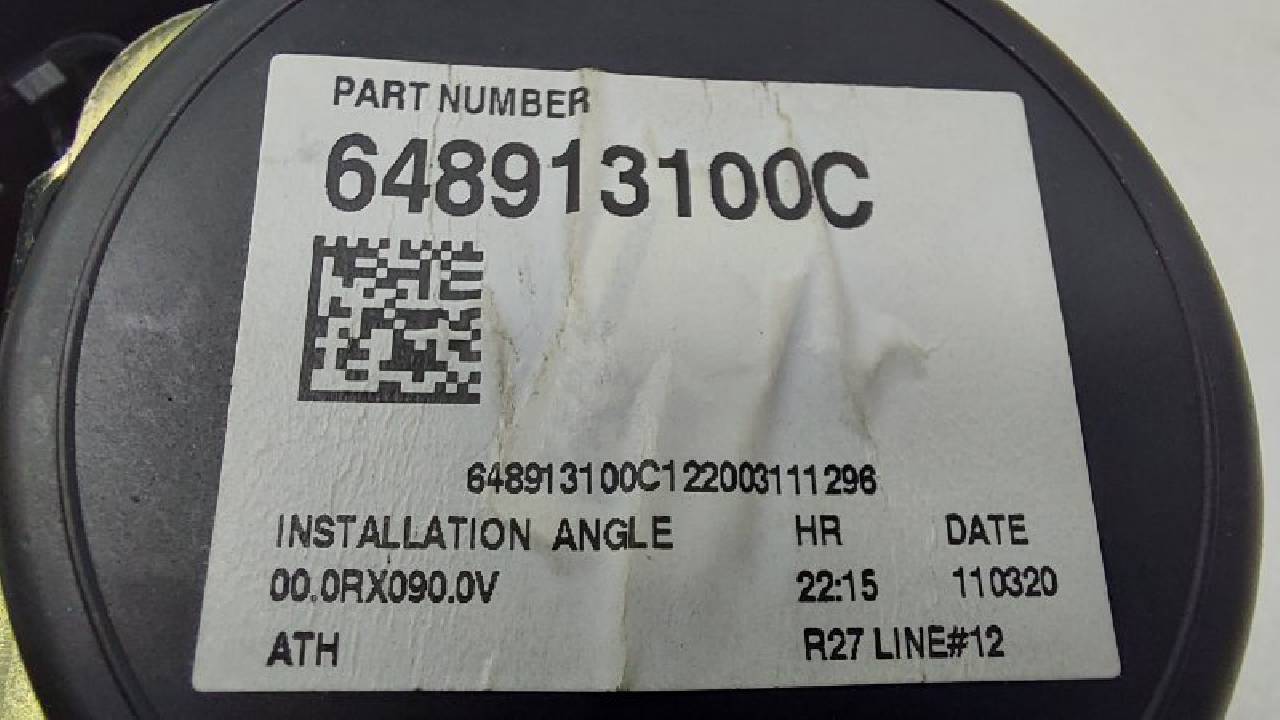 PART NUMBER
648913100C
648913100C122003111296
INSTALLATION ANGLE HR DATE
00.0RX090.0V 22:15 110320
ATH R27 LINE#12